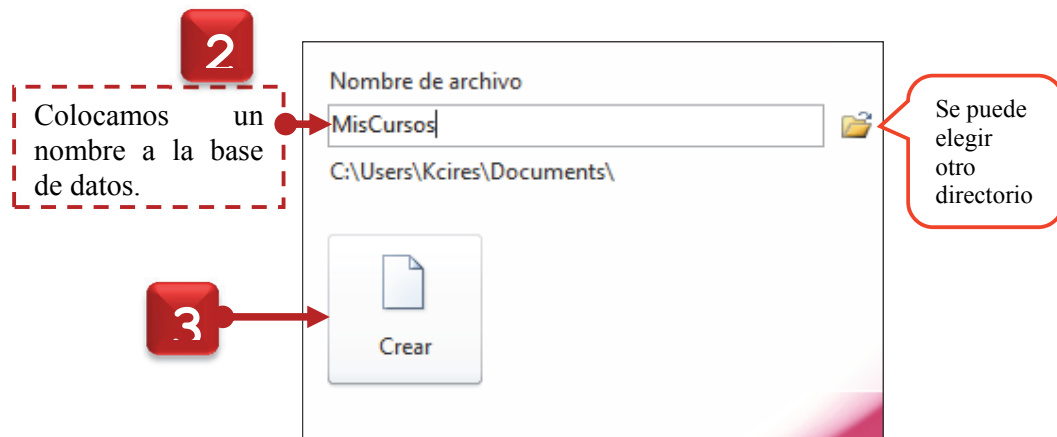 2
Colocamos un
nombre a la base
de datos.
Nombre de archivo
MisCursos
C:\Users\Kcires\Documents\
Se puede
elegir
otro
directorio
3
Crear